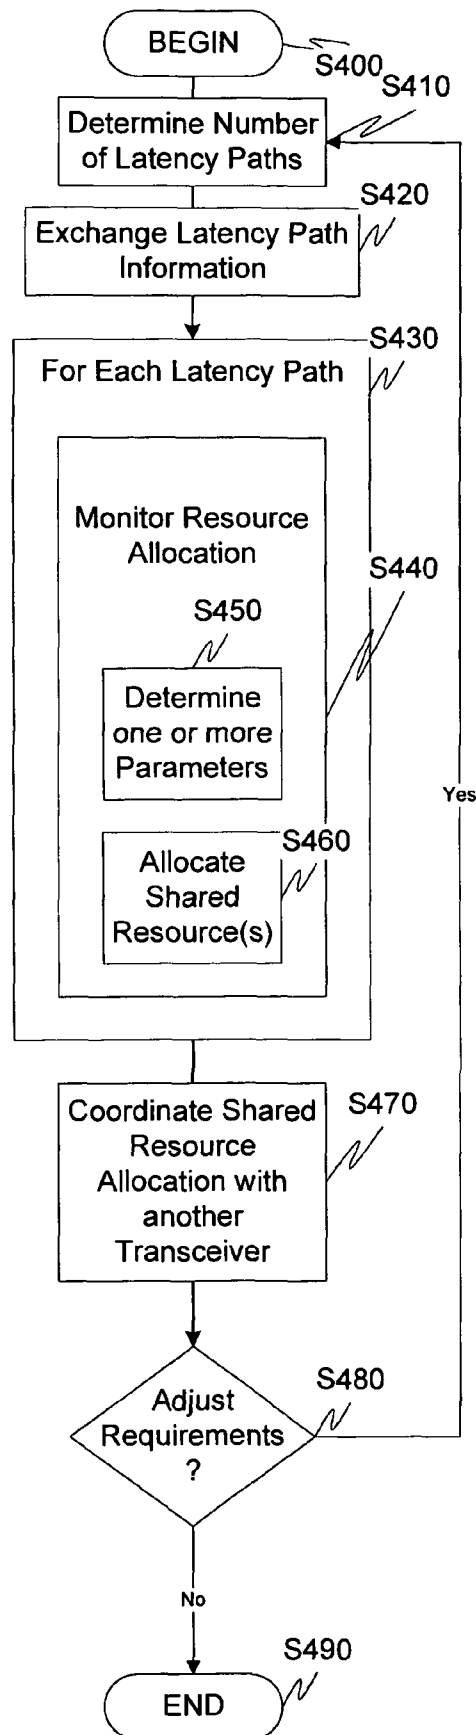 BEGIN
S400
S410
Determine Number
of Latency Paths
S420
Exchange Latency Path
Information
S430
For Each Latency Path
Monitor Resource
Allocation
S440
S450
Determine
one or more
Parameters
Yes
S460
Allocate
Shared
Resource(s)
Coordinate Shared
Resource
Allocation with
another
Transceiver
S470
S480
Adjust
Requirements
?
No
S490
END